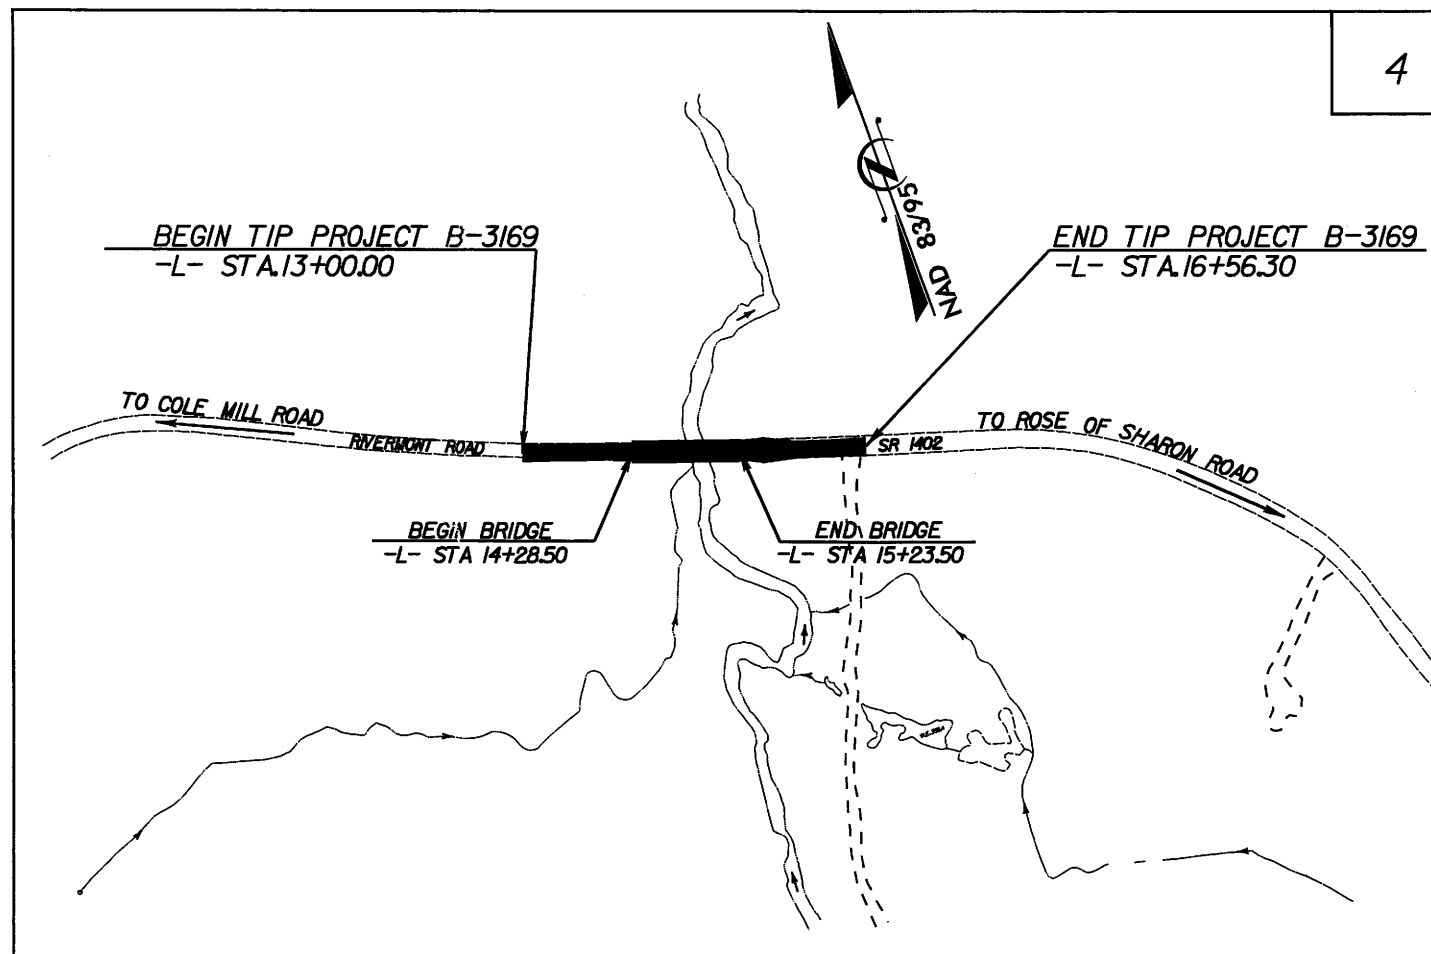 4
BEGIN TIP PROJECT B-3169
-L- STA.13+00.00
NAD 83/95
END TIP PROJECT B-3169
-L- STA.16+56.30
TO COLE MILL ROAD
RIVERMONT ROAD
SR 1402
TO ROSE OF SHARON ROAD
BEGIN BRIDGE
-L- STA 14+28.50
END BRIDGE
-L- STA 15+23.50